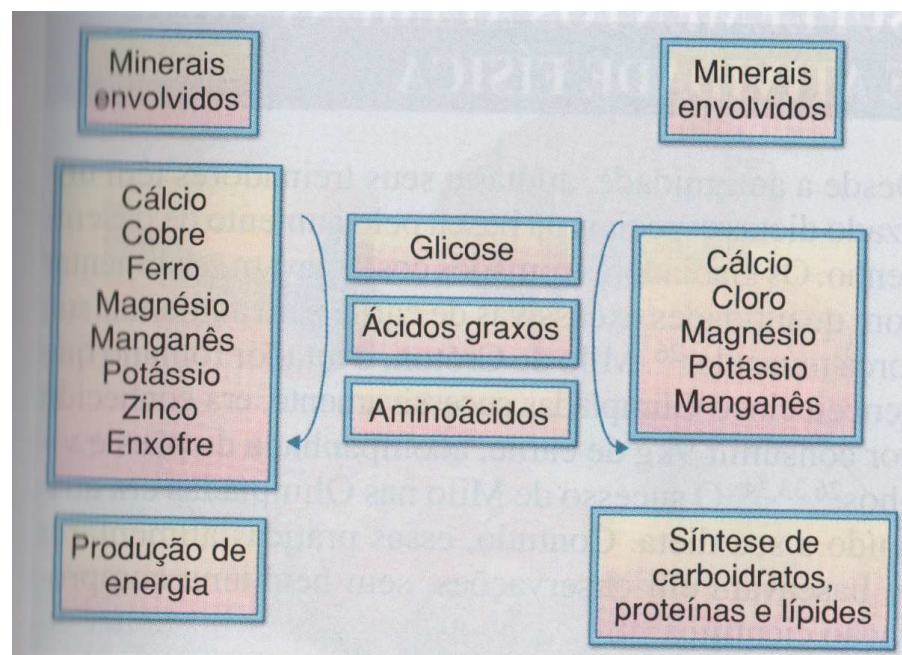 Minerais
envolvidos
Minerais
envolvidos
Cálcio
Cobre
Ferro
Magnésio
Manganês
Potássio
Zinco
Enxofre
Glicose
Ácidos graxos
Aminoácidos
Cálcio
Cloro
Magnésio
Potássio
Manganês
Produção de
energia
Síntese de
carboidratos,
proteínas e lípides